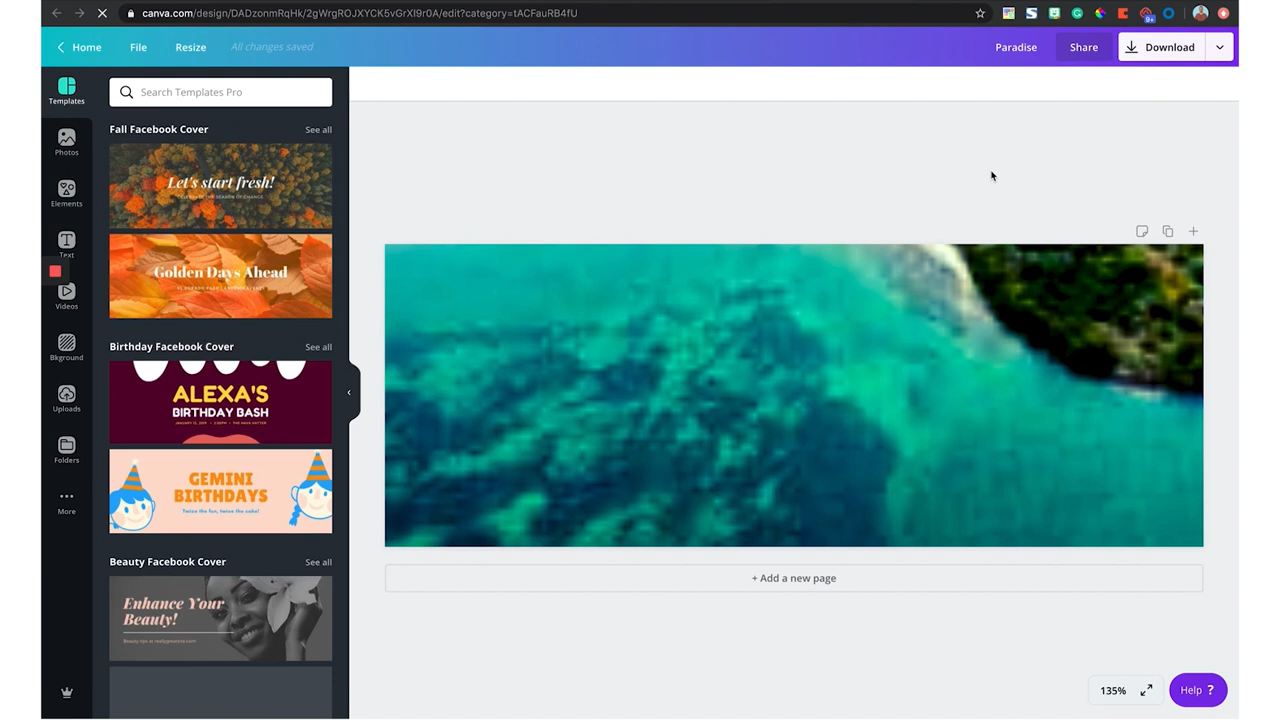 canva.com/design/DADzonmRqHk/2gWrgROJXYCK5vGrXI9r0A/edit?category=tACFauRB4fU
9+
Home
File
Resize
All changes saved
Paradise
Share
Download
Templates
Photos
Elements
Text
Videos
Bkground
Uploads
Folders
More
Search Templates Pro
Fall Facebook Cover
See all
Let's start fresh!
Golden Days Ahead
Birthday Facebook Cover
See all
ALEXA'S
BIRTHDAY BASH
GEMINI
BIRTHDAYS
Twice the fun, twice the cake!
Beauty Facebook Cover
See all
Enhance Your
Beauty!
+ Add a new page
135%
Help ?